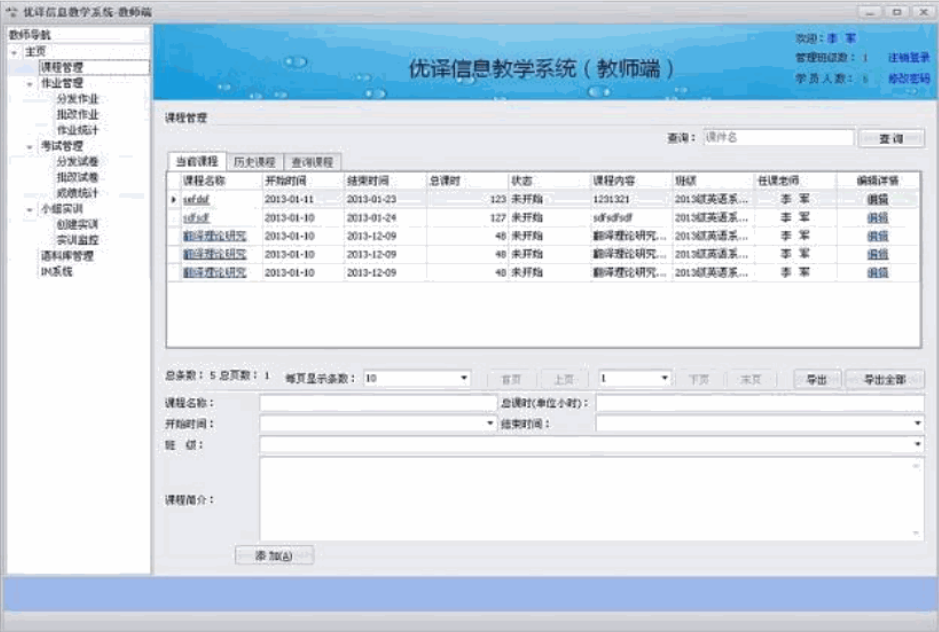 优译信息教学系统-教师端
教师导航
主页
课程管理
作业管理
分发作业
批改作业
作业统计
考试管理
分发试卷
批改试卷
成绩统计
小组实训
创建实训
实训监控
语料库管理
IM系统
优译信息教学系统(教师端)
欢迎:李 军
管理班级数: 1 注销登录
学员人数: 6 修改密码
课程管理
查询: 课件名 查询
当前课程 历史课程 查询课程
课程名称 开始时间 结束时间 总课时 状态 课程内容 班级 任课老师 编辑详情
sefdsf 2013-01-11 2013-01-23 123 未开始 1231321 2013级英语系... 李 军 编辑
sdfsdf 2013-01-10 2013-01-24 127 未开始 sdfsdfsdf 2013级英语系... 李 军 编辑
翻译理论研究 2013-01-10 2013-12-09 48 未开始 翻译理论研究... 2013级英语系... 李 军 编辑
翻译理论研究 2013-01-10 2013-12-09 48 未开始 翻译理论研究... 2013级英语系... 李 军 编辑
翻译理论研究 2013-01-10 2013-12-09 48 未开始 翻译理论研究... 2013级英语系... 李 军 编辑
总条数: 5 总页数: 1 每页显示条数: 10 首页 上页 1 下页 末页 导出 导出全部
课程名称: 总课时(单位小时):
开始时间: 结束时间:
班 级:
课程简介:
添加(A)